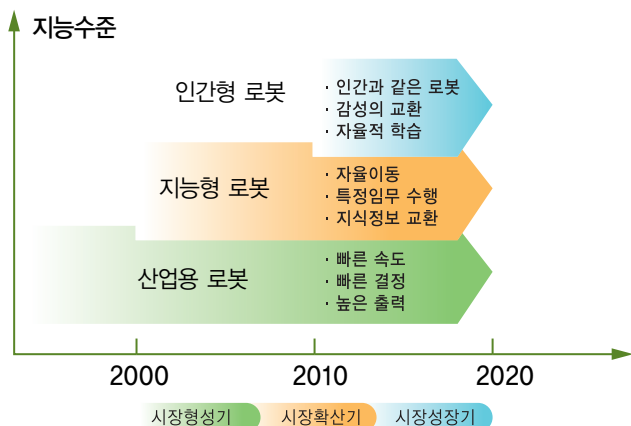 지능수준
인간형 로봇
· 인간과 같은 로봇
· 감성의 교환
· 자율적 학습
지능형 로봇
· 자율이동
· 특정임무 수행
· 지식정보 교환
산업용 로봇
· 빠른 속도
· 빠른 결정
· 높은 출력
2000 2010 2020
시장형성기 시장확산기 시장성장기